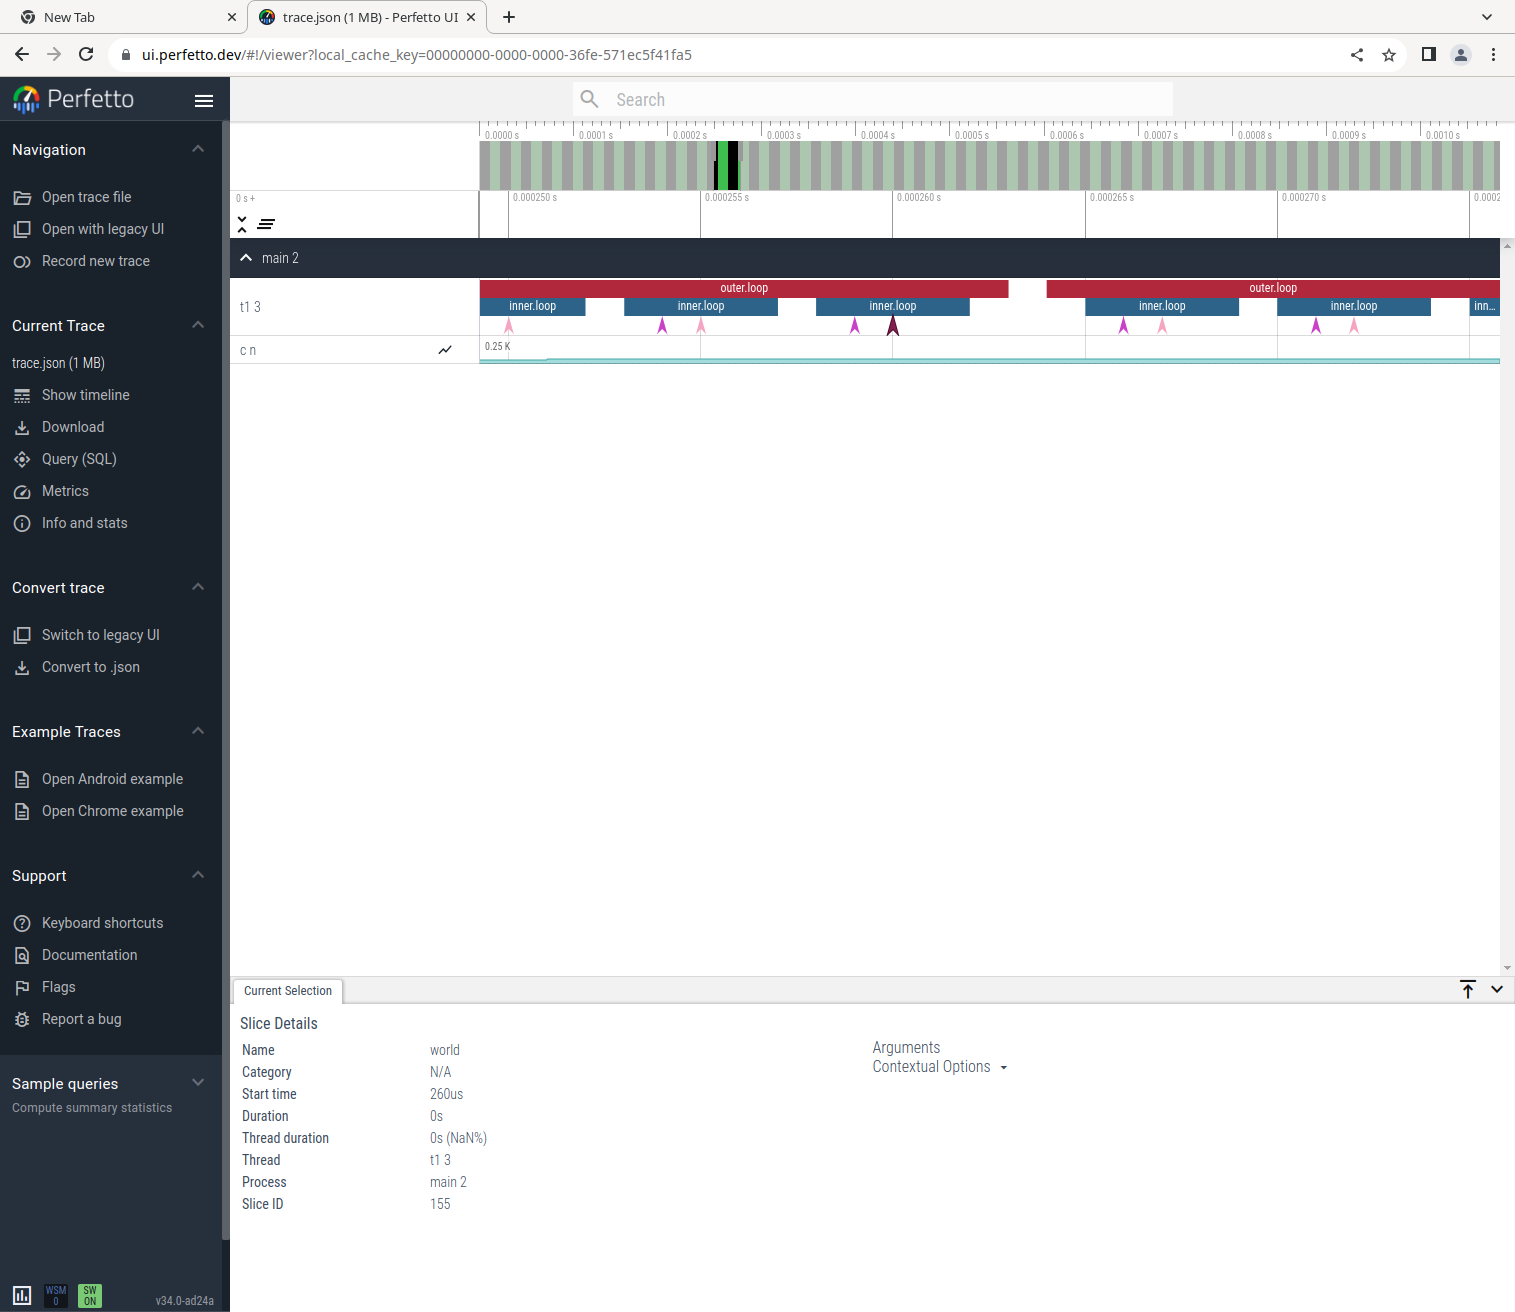 New Tab
trace.json (1 MB) - Perfetto UI
ui.perfetto.dev/#!/viewer?local_cache_key=00000000-0000-0000-36fe-571ec5f41fa5
Perfetto
Search
Navigation
Open trace file
Open with legacy UI
Record new trace
Current Trace
trace.json (1 MB)
Show timeline
Download
Query (SQL)
Metrics
Info and stats
Convert trace
Switch to legacy UI
Convert to .json
Example Traces
Open Android example
Open Chrome example
Support
Keyboard shortcuts
Documentation
Flags
Report a bug
Sample queries
Compute summary statistics
WSM 0
SW ON
v34.0-ad24a
0.0000 s 0.0001 s 0.0002 s 0.0003 s 0.0004 s 0.0005 s 0.0006 s 0.0007 s 0.0008 s 0.0009 s 0.0010 s
0 s + 0.000250 s 0.000255 s 0.000260 s 0.000265 s 0.000270 s 0.0002
main 2
outer.loop outer.loop
t1 3 inner.loop inner.loop inner.loop inner.loop inner.loop inn...
c n 0.25 K
Current Selection
Slice Details
Name world
Category N/A
Start time 260us
Duration 0s
Thread duration 0s (NaN%)
Thread t1 3
Process main 2
Slice ID 155
Arguments
Contextual Options